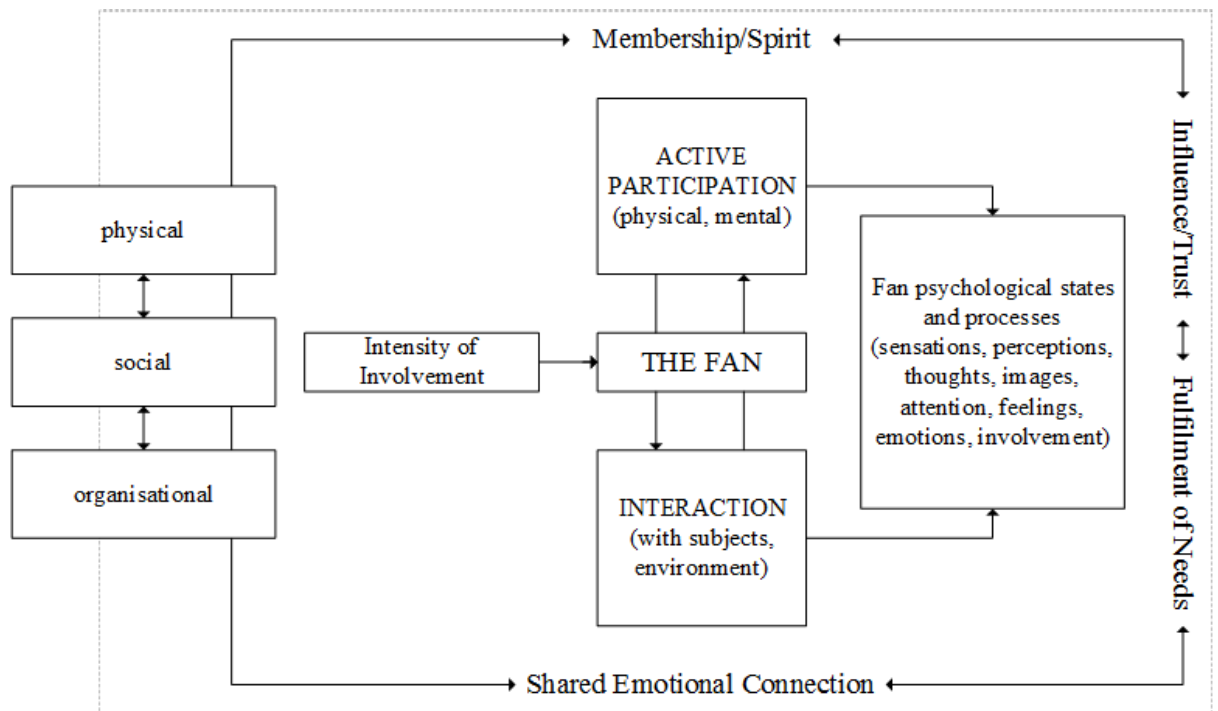 Membership/Spirit
physical
social
organisational
Intensity of
Involvement
ACTIVE
PARTICIPATION
(physical, mental)
THE FAN
INTERACTION
(with subjects,
environment)
Fan psychological states
and processes
(sensations, perceptions,
thoughts, images,
attention, feelings,
emotions, involvement)
Influence/Trust
Fulfilment of Needs
Shared Emotional Connection